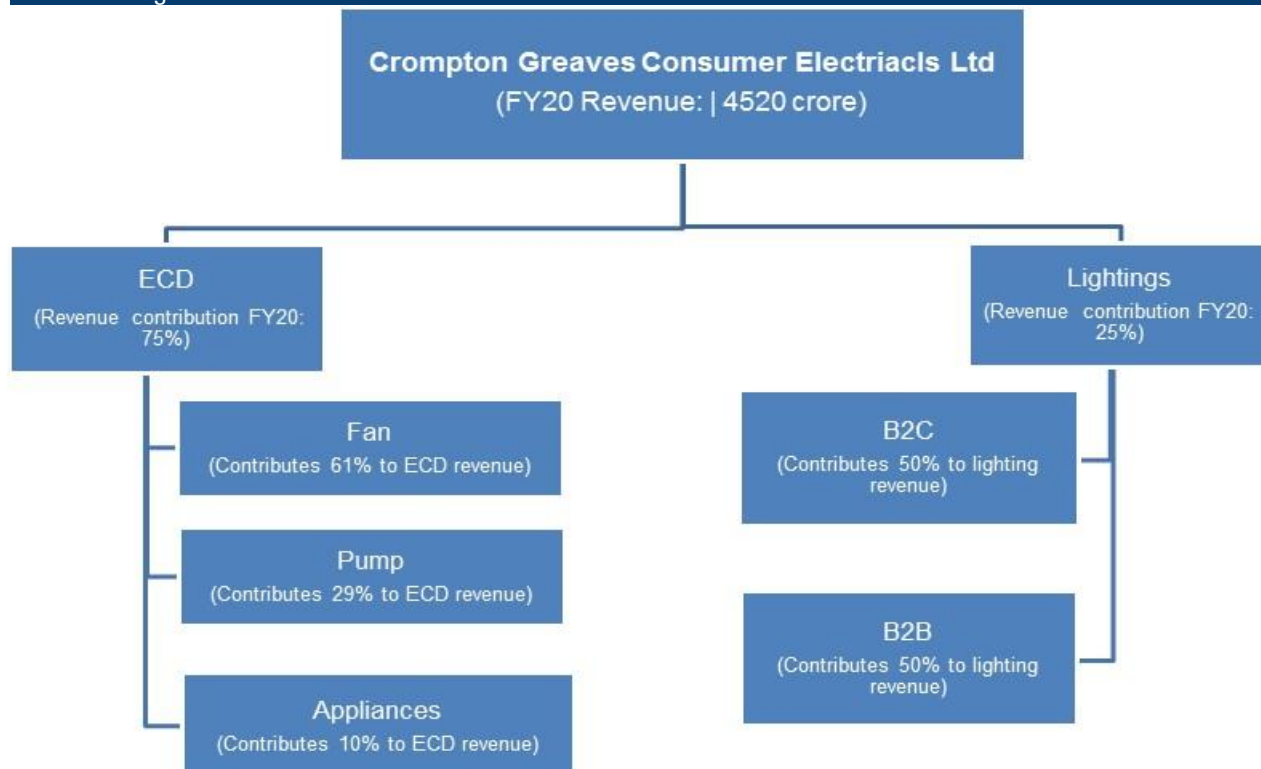 Crompton Greaves Consumer Electriacls Ltd
(FY20 Revenue: | 4520 crore)
ECD
(Revenue contribution FY20:
75%)
Fan
(Contributes 61% to ECD revenue)
Pump
(Contributes 29% to ECD revenue)
Appliances
(Contributes 10% to ECD revenue)
Lightings
(Revenue contribution FY20:
25%)
B2C
(Contributes 50% to lighting
revenue)
B2B
(Contributes 50% to lighting
revenue)